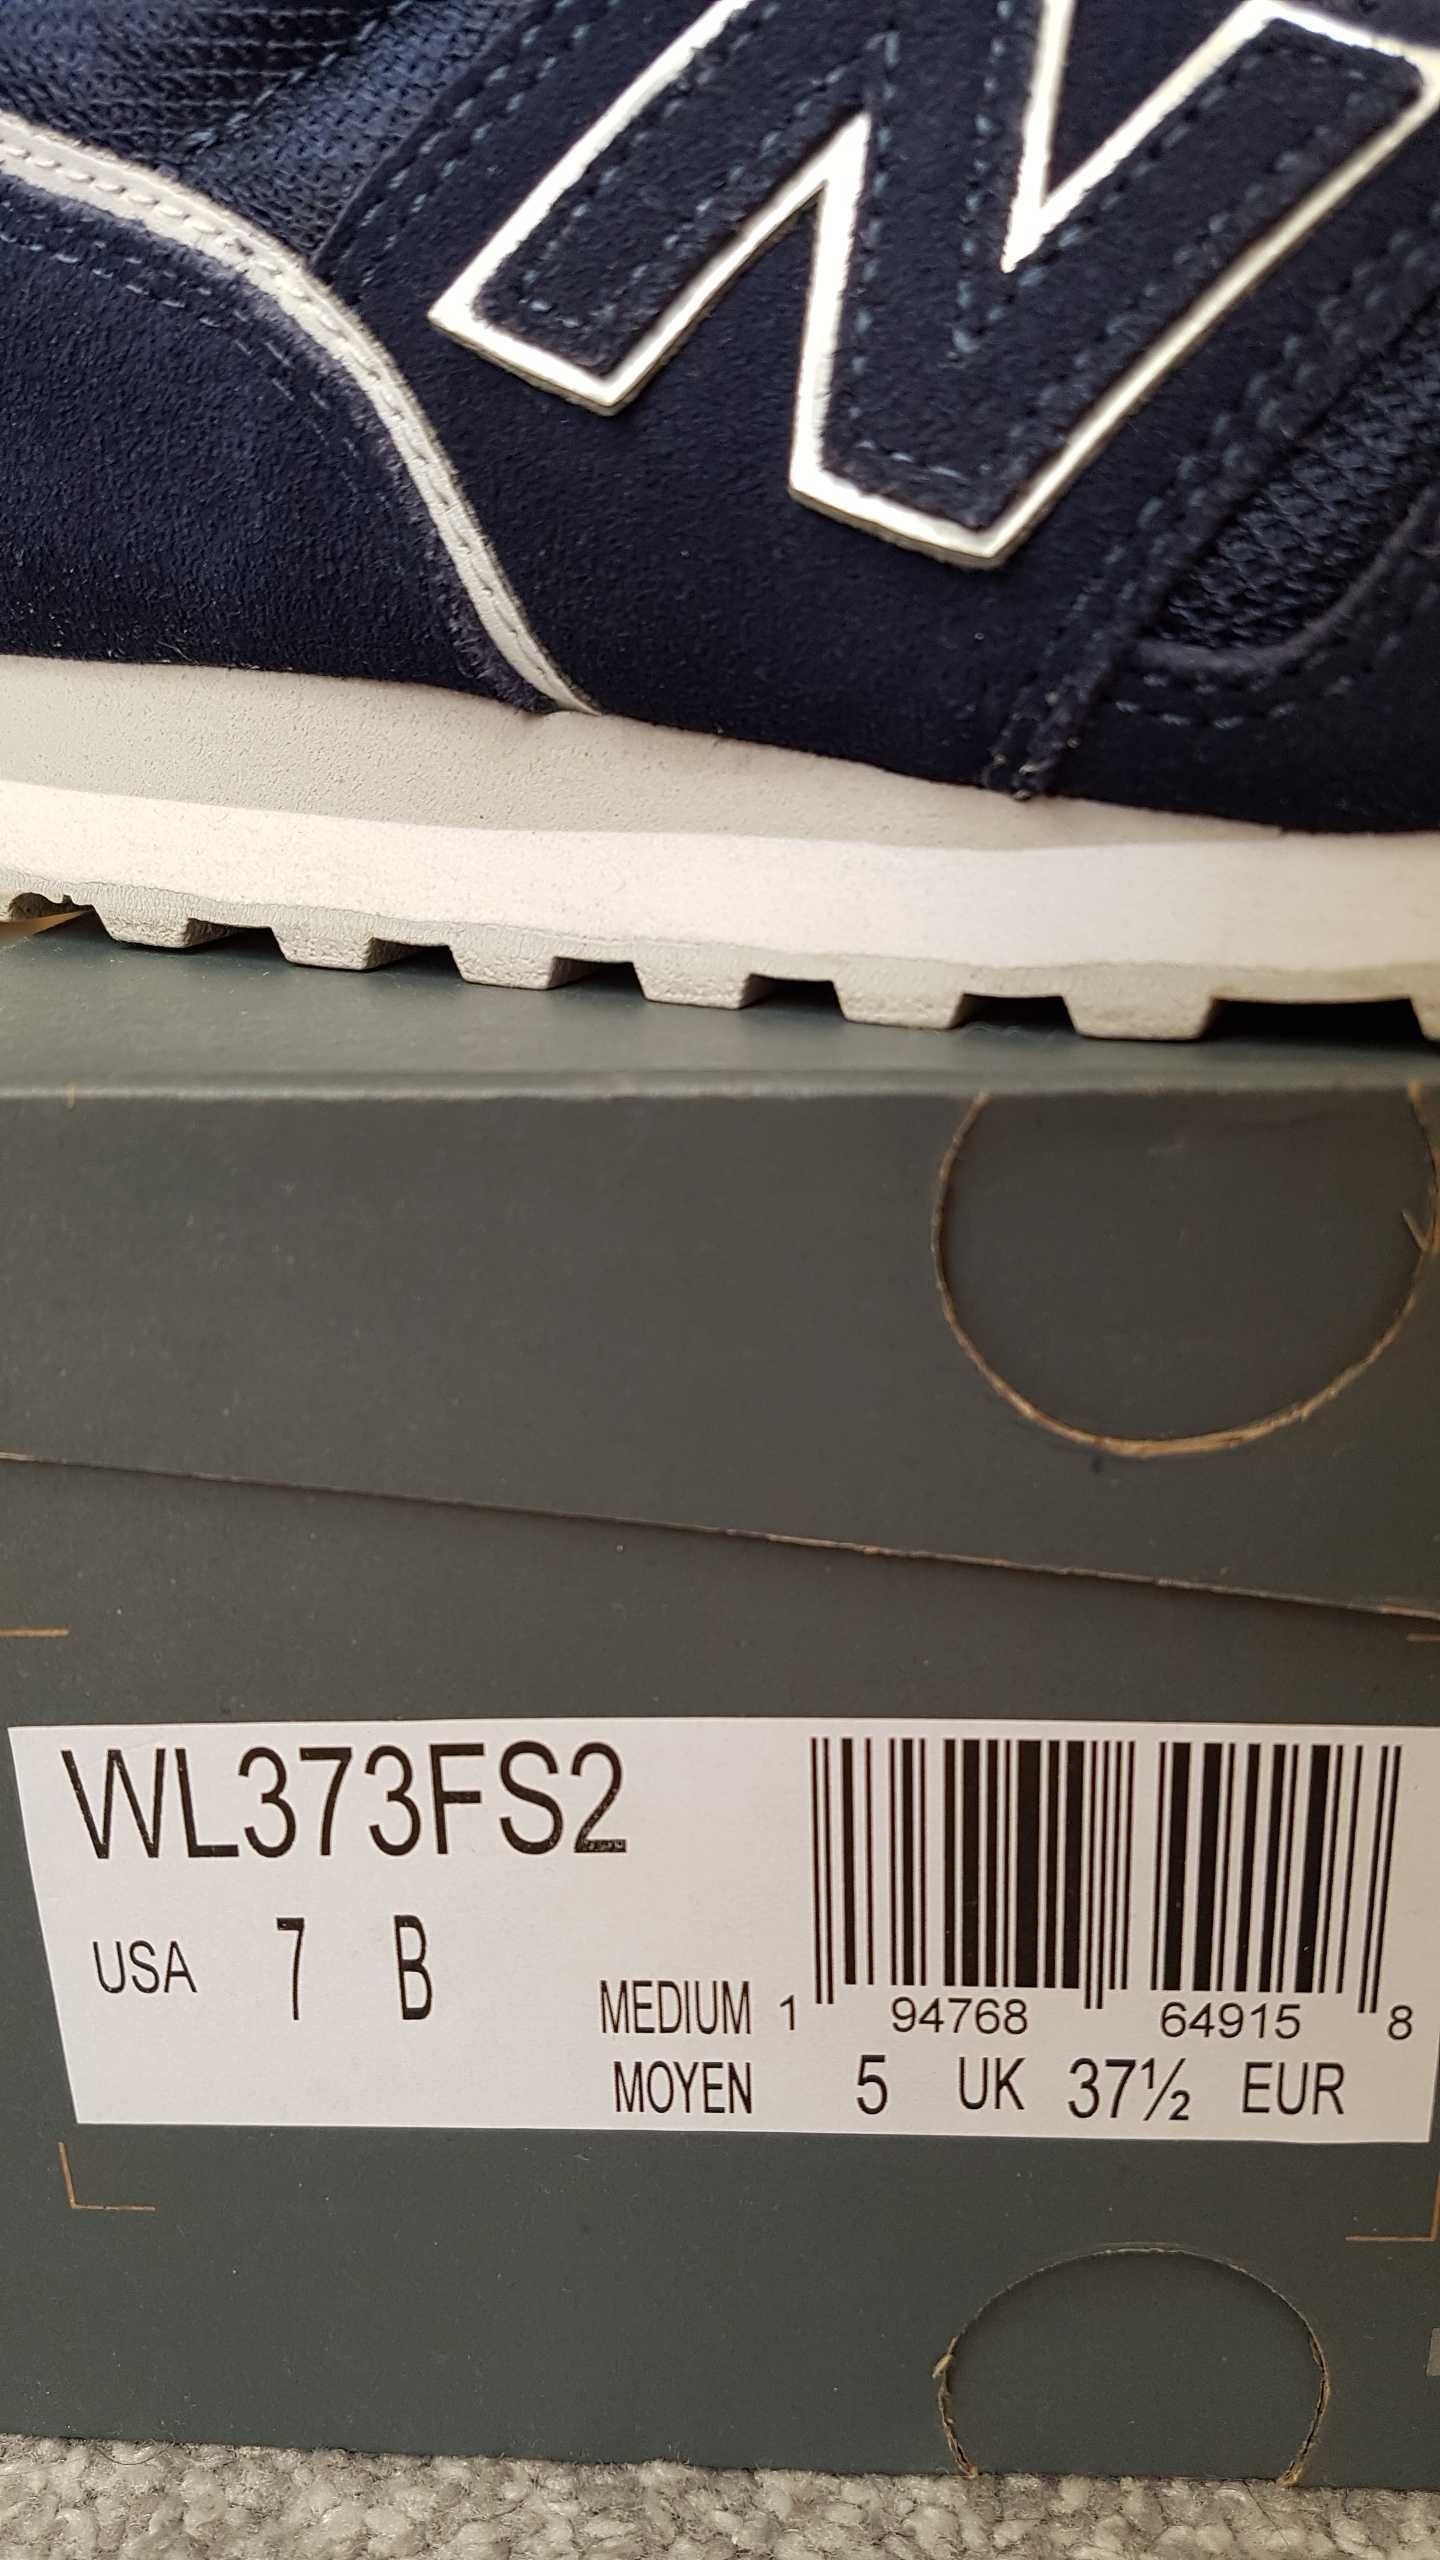 N
WL373FS2
USA 7 B
MEDIUM 1 94768 64915 8
MOYEN 5 UK 37½ EUR